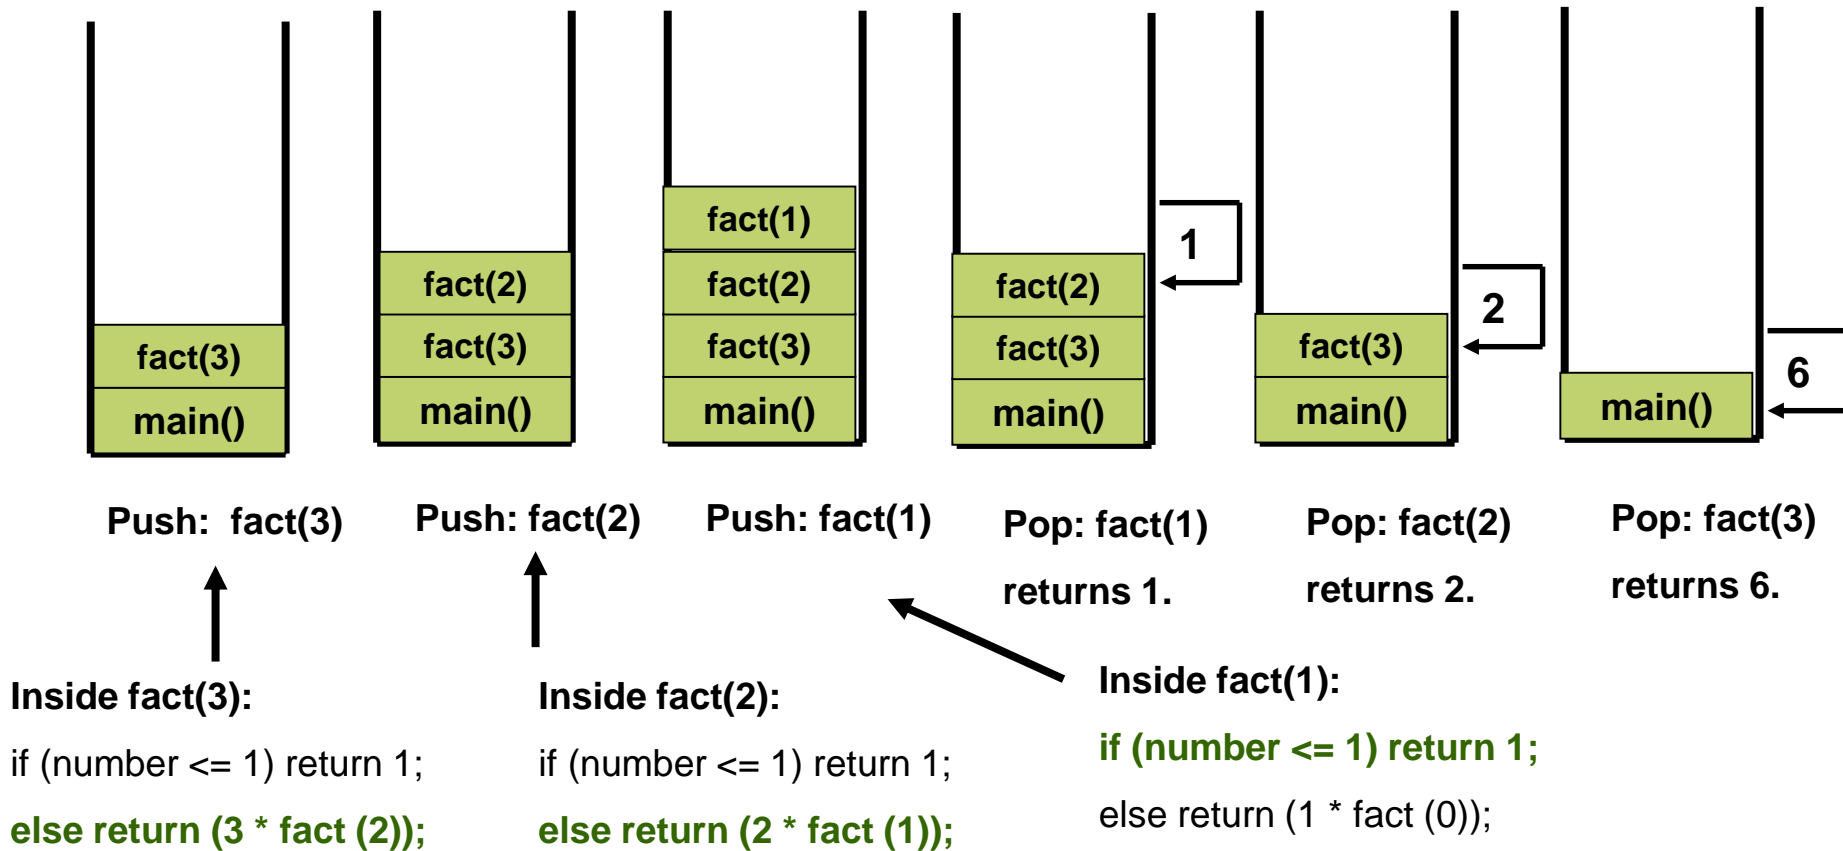 fact(3)
main()
fact(2)
fact(3)
main()
fact(1)
fact(2)
fact(3)
main()
fact(2)
fact(3)
main()
1
fact(3)
main()
2
main()
6
Push: fact(3)
Push: fact(2)
Push: fact(1)
Pop: fact(1)
returns 1.
Pop: fact(2)
returns 2.
Pop: fact(3)
returns 6.
Inside fact(3):
if (number <= 1) return 1;
else return (3 * fact (2));
Inside fact(2):
if (number <= 1) return 1;
else return (2 * fact (1));
Inside fact(1):
if (number <= 1) return 1;
else return (1 * fact (0));